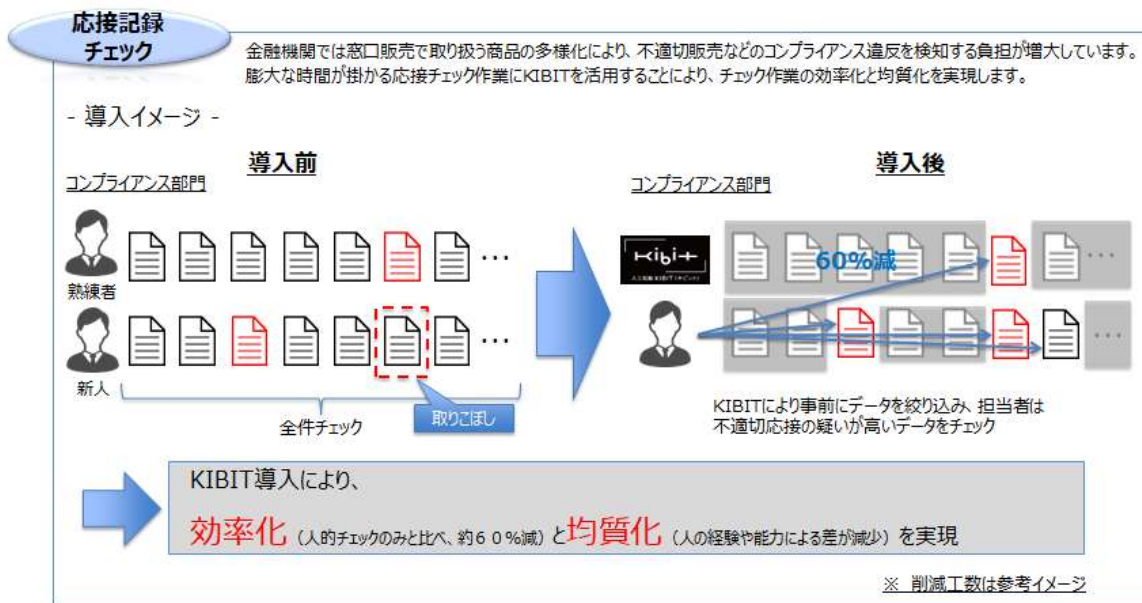 応接記録
チェック
金融機関では窓口販売で取り扱う商品の多様化により、不適切販売などのコンプライアンス違反を検知する負担が増大しています。
膨大な時間が掛かる応接チェック作業にKIBITを活用することにより、チェック作業の効率化と均質化を実現します。
- 導入イメージ -
導入前
コンプライアンス部門
熟練者
...
新人
...
全件チェック
取りこぼし
導入後
コンプライアンス部門
Kibit
人工知能 KIBIT (キビット)
60%減
...
...
KIBITにより事前にデータを絞り込み、担当者は
不適切応接の疑いが高いデータをチェック
KIBIT導入により、
効率化（人的チェックのみと比べ、約６０%減）と均質化（人の経験や能力による差が減少）を実現
※ 削減工数は参考イメージ